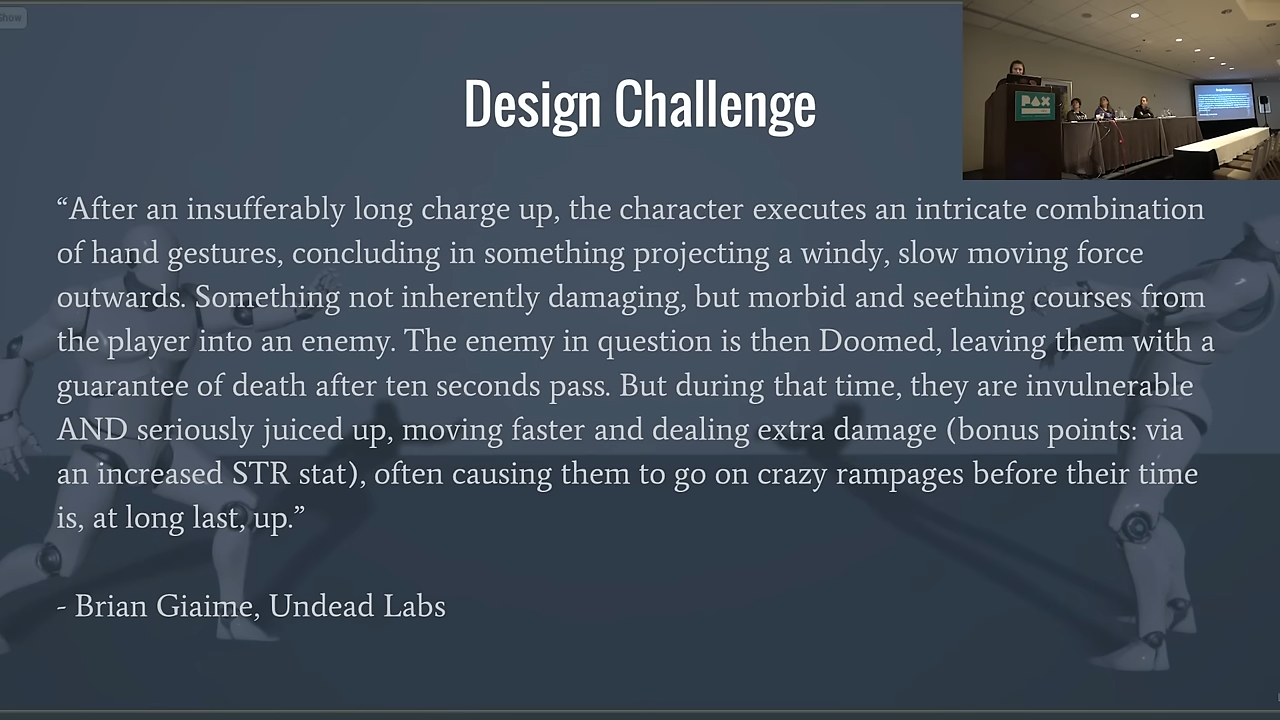 Show
Design Challenge
PAX
“After an insufferably long charge up, the character executes an intricate combination
of hand gestures, concluding in something projecting a windy, slow moving force
outwards. Something not inherently damaging, but morbid and seething courses from
the player into an enemy. The enemy in question is then Doomed, leaving them with a
guarantee of death after ten seconds pass. But during that time, they are invulnerable
AND seriously juiced up, moving faster and dealing extra damage (bonus points: via
an increased STR stat), often causing them to go on crazy rampages before their time
is, at long last, up.”
- Brian Giaime, Undead Labs